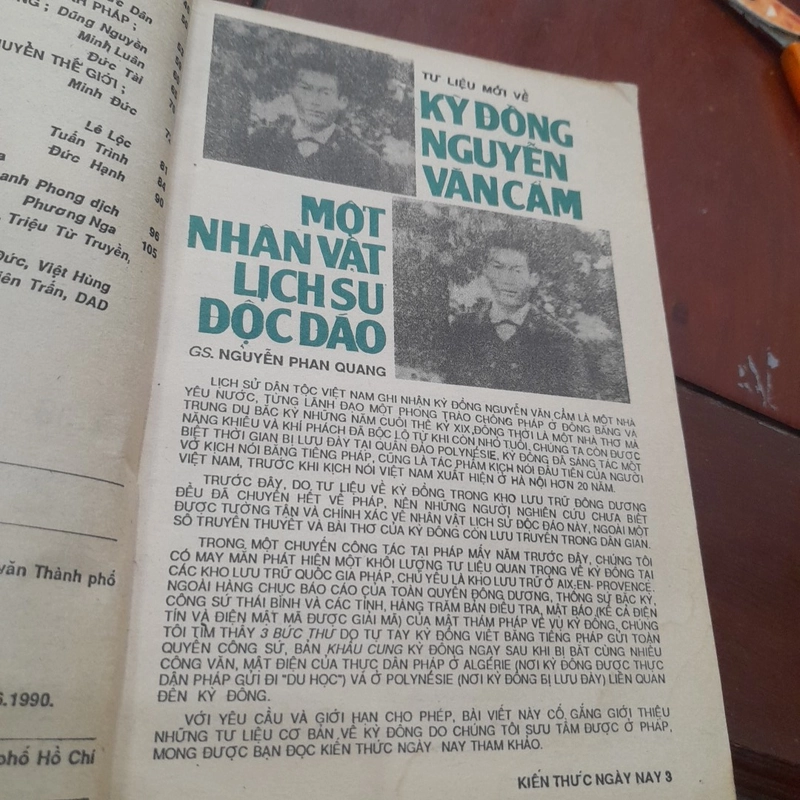 ức Dân
PHÁP ;
NG ; Dũng Nguyễn
Minh Luân
Đức Tài
UYỀN THẾ GIỚI ;
Minh Đức
Lê Lộc
Tuấn Trinh 81
Đức Hạnh 84
90
anh Phong dịch
Phương Nga 96
Triệu Từ Truyền, 105
Đức, Việt Hùng
iên Trấn, DAD
văn Thành phố
6.1990.
phố Hồ Chí
TƯ LIỆU MỚI VỀ
KỲ ĐỒNG
NGUYỄN
VĂN CẨM
MỘT
NHÂN VẬT
LỊCH SỬ
ĐỘC ĐÁO
GS. NGUYỄN PHAN QUANG
LỊCH SỬ DÂN TỘC VIỆT NAM GHI NHẬN KỲ ĐỒNG NGUYỄN VĂN CẨM LÀ MỘT NHÀ
YÊU NƯỚC, TỪNG LÃNH ĐẠO MỘT PHONG TRÀO CHỐNG PHÁP Ở ĐỒNG BẰNG VÀ
TRUNG DU BẮC KỲ NHỮNG NĂM CUỐI THẾ KỶ XIX, ĐỒNG THỜI LÀ MỘT NHÀ THƠ MÀ
NĂNG KHIẾU VÀ KHÍ PHÁCH ĐÃ BỘC LỘ TỪ KHI CÒN NHỎ TUỔI, CHÚNG TA CÒN ĐƯỢC
BIẾT THỜI GIAN BỊ LƯU ĐÀY TẠI QUẦN ĐẢO POLYNÉSIE, KỲ ĐỒNG ĐÃ SÁNG TÁC MỘT
VỞ KỊCH NÓI BẰNG TIẾNG PHÁP, CŨNG LÀ TÁC PHẨM KỊCH NÓI ĐẦU TIÊN CỦA NGƯỜI
VIỆT NAM, TRƯỚC KHI KỊCH NÓI VIỆT NAM XUẤT HIỆN Ở HÀ NỘI HƠN 20 NĂM.
TRƯỚC ĐÂY, DO TƯ LIỆU VỀ KỲ ĐỒNG TRONG KHO LƯU TRỮ ĐÔNG DƯƠNG
ĐỀU ĐÃ CHUYỂN HẾT VỀ PHÁP, NÊN NHỮNG NGƯỜI NGHIÊN CỨU CHƯA BIẾT
ĐƯỢC TƯỜNG TẬN VÀ CHÍNH XÁC VỀ NHÂN VẬT LỊCH SỬ ĐỘC ĐÁO NÀY, NGOÀI MỘT
SỐ TRUYỀN THUYẾT VÀ BÀI THƠ CỦA KỲ ĐỒNG CÒN LƯU TRUYỀN TRONG DÂN GIAN.
TRONG MỘT CHUYẾN CÔNG TÁC TẠI PHÁP MẤY NĂM TRƯỚC ĐÂY, CHÚNG TÔI
CÓ MAY MẮN PHÁT HIỆN MỘT KHỐI LƯỢNG TƯ LIỆU QUAN TRỌNG VỀ KỲ ĐỒNG TẠI
CÁC KHO LƯU TRỮ QUỐC GIA PHÁP, CHỦ YẾU LÀ KHO LƯU TRỮ Ở AIX-EN-PROVENCE.
NGOÀI HÀNG CHỤC BÁO CÁO CỦA TOÀN QUYỀN ĐÔNG DƯƠNG, THỐNG SỨ BẮC KỲ,
CÔNG SỨ THÁI BÌNH VÀ CÁC TỈNH, HÀNG TRĂM BẢN ĐIỀU TRA, MẬT BÁO (KỂ CẢ ĐIỆN
TÍN VÀ ĐIỆN MẬT MÃ ĐƯỢC GIẢI MÃ) CỦA MẬT THÁM PHÁP VỀ VỤ KỲ ĐỒNG, CHÚNG
TÔI TÌM THẤY 3 BỨC THƯ DO TỰ TAY KỲ ĐỒNG VIẾT BẰNG TIẾNG PHÁP GỬI TOÀN
QUYỀN CÔNG SỨ, BẢN KHẨU CUNG KỲ ĐỒNG NGAY SAU KHI BỊ BẮT CÙNG NHIỀU
CÔNG VĂN, MẬT ĐIỆN CỦA THỰC DÂN PHÁP Ở ALGÉRIE (NƠI KỲ ĐỒNG ĐƯỢC THỰC
DÂN PHÁP GỬI ĐI "DU HỌC") VÀ Ở POLYNÉSIE (NƠI KỲ ĐỒNG BỊ LƯU ĐÀY) LIÊN QUAN
ĐẾN KỲ ĐỒNG.
VỚI YÊU CẦU VÀ GIỚI HẠN CHO PHÉP, BÀI VIẾT NÀY CỐ GẮNG GIỚI THIỆU
NHỮNG TƯ LIỆU CƠ BẢN VỀ KỲ ĐỒNG DO CHÚNG TÔI SƯU TẦM ĐƯỢC Ở PHÁP,
MONG ĐƯỢC BẠN ĐỌC KIẾN THỨC NGÀY NAY THAM KHẢO.
KIẾN THỨC NGÀY NAY 3